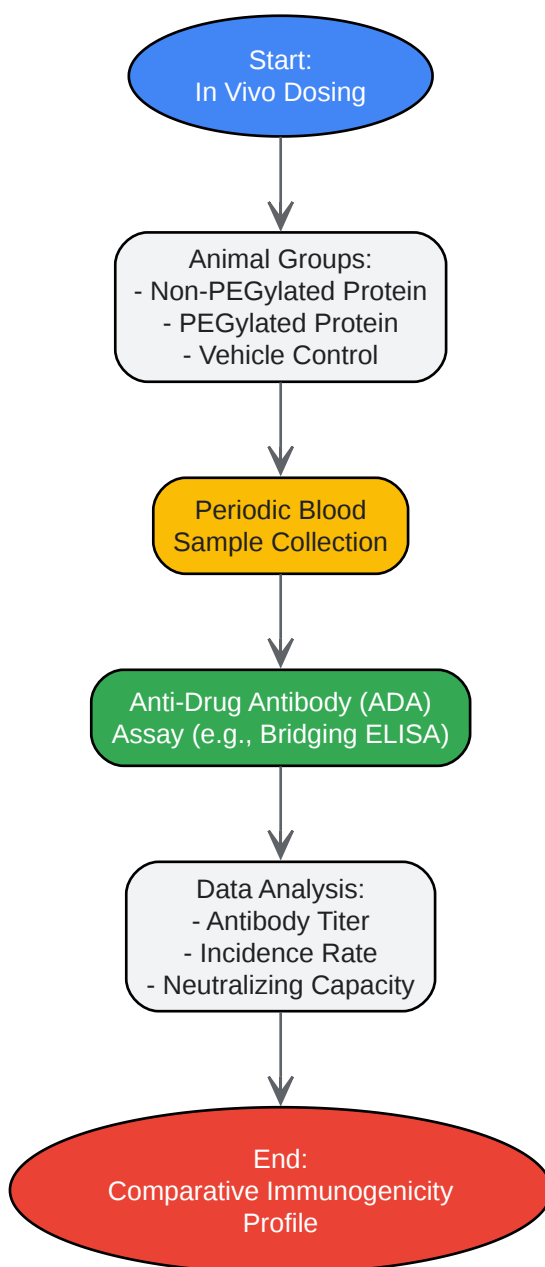 Start:
In Vivo Dosing
Animal Groups:
- Non-PEGylated Protein
- PEGylated Protein
- Vehicle Control
Periodic Blood
Sample Collection
Anti-Drug Antibody (ADA)
Assay (e.g., Bridging ELISA)
Data Analysis:
- Antibody Titer
- Incidence Rate
- Neutralizing Capacity
End:
Comparative Immunogenicity
Profile